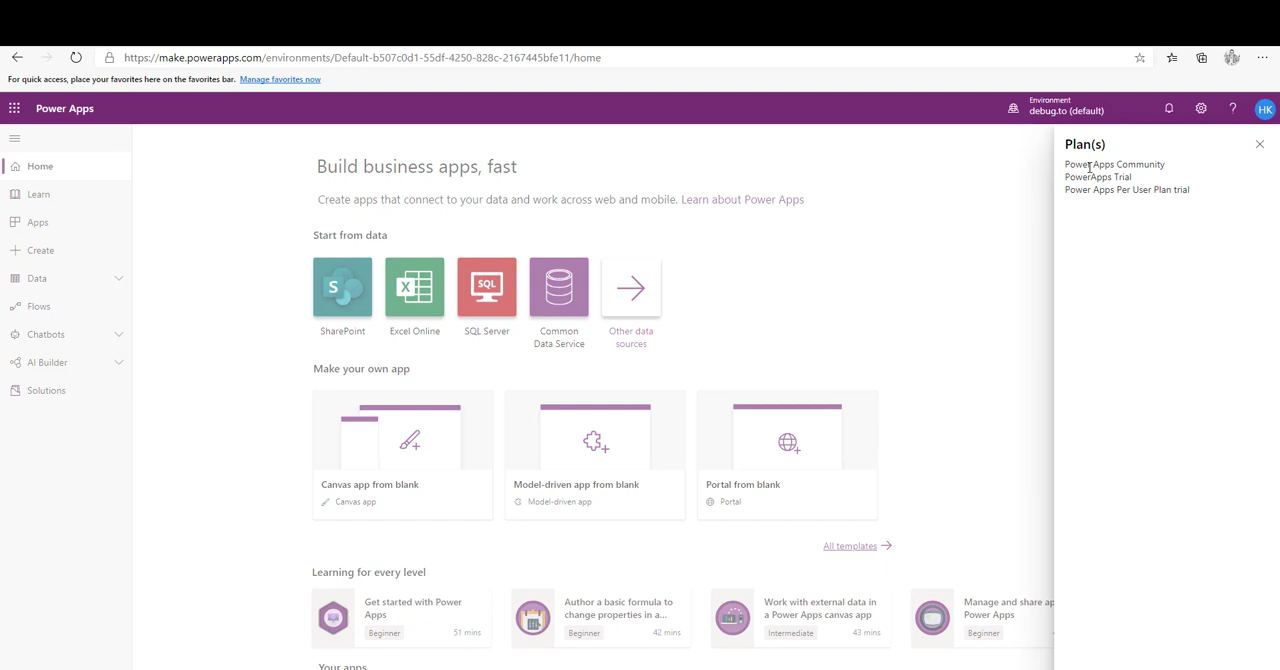 https://make.powerapps.com/environments/Default-b507c0d1-55df-4250-828c-2167445bfe11/home
For quick access, place your favorites here on the favorites bar. Manage favorites now
Power Apps
Environment
debug.to (default)
?
HK
Home
Learn
Apps
Create
Data
Flows
Chatbots
AI Builder
Solutions
Build business apps, fast
Create apps that connect to your data and work across web and mobile. Learn about Power Apps
Start from data
S
X
SQL
SharePoint
Excel Online
SQL Server
Common
Data Service
Other data
sources
Make your own app
Canvas app from blank
Canvas app
Model-driven app from blank
Model-driven app
Portal from blank
Portal
All templates
Learning for every level
Get started with Power
Apps
Beginner 51 mins
Author a basic formula to
change properties in a...
Beginner 42 mins
Work with external data in
a Power Apps canvas app
Intermediate 43 mins
Manage and share ap
Power Apps
Beginner
Your apps
Plan(s)
PowerApps Community
PowerApps Trial
Power Apps Per User Plan trial